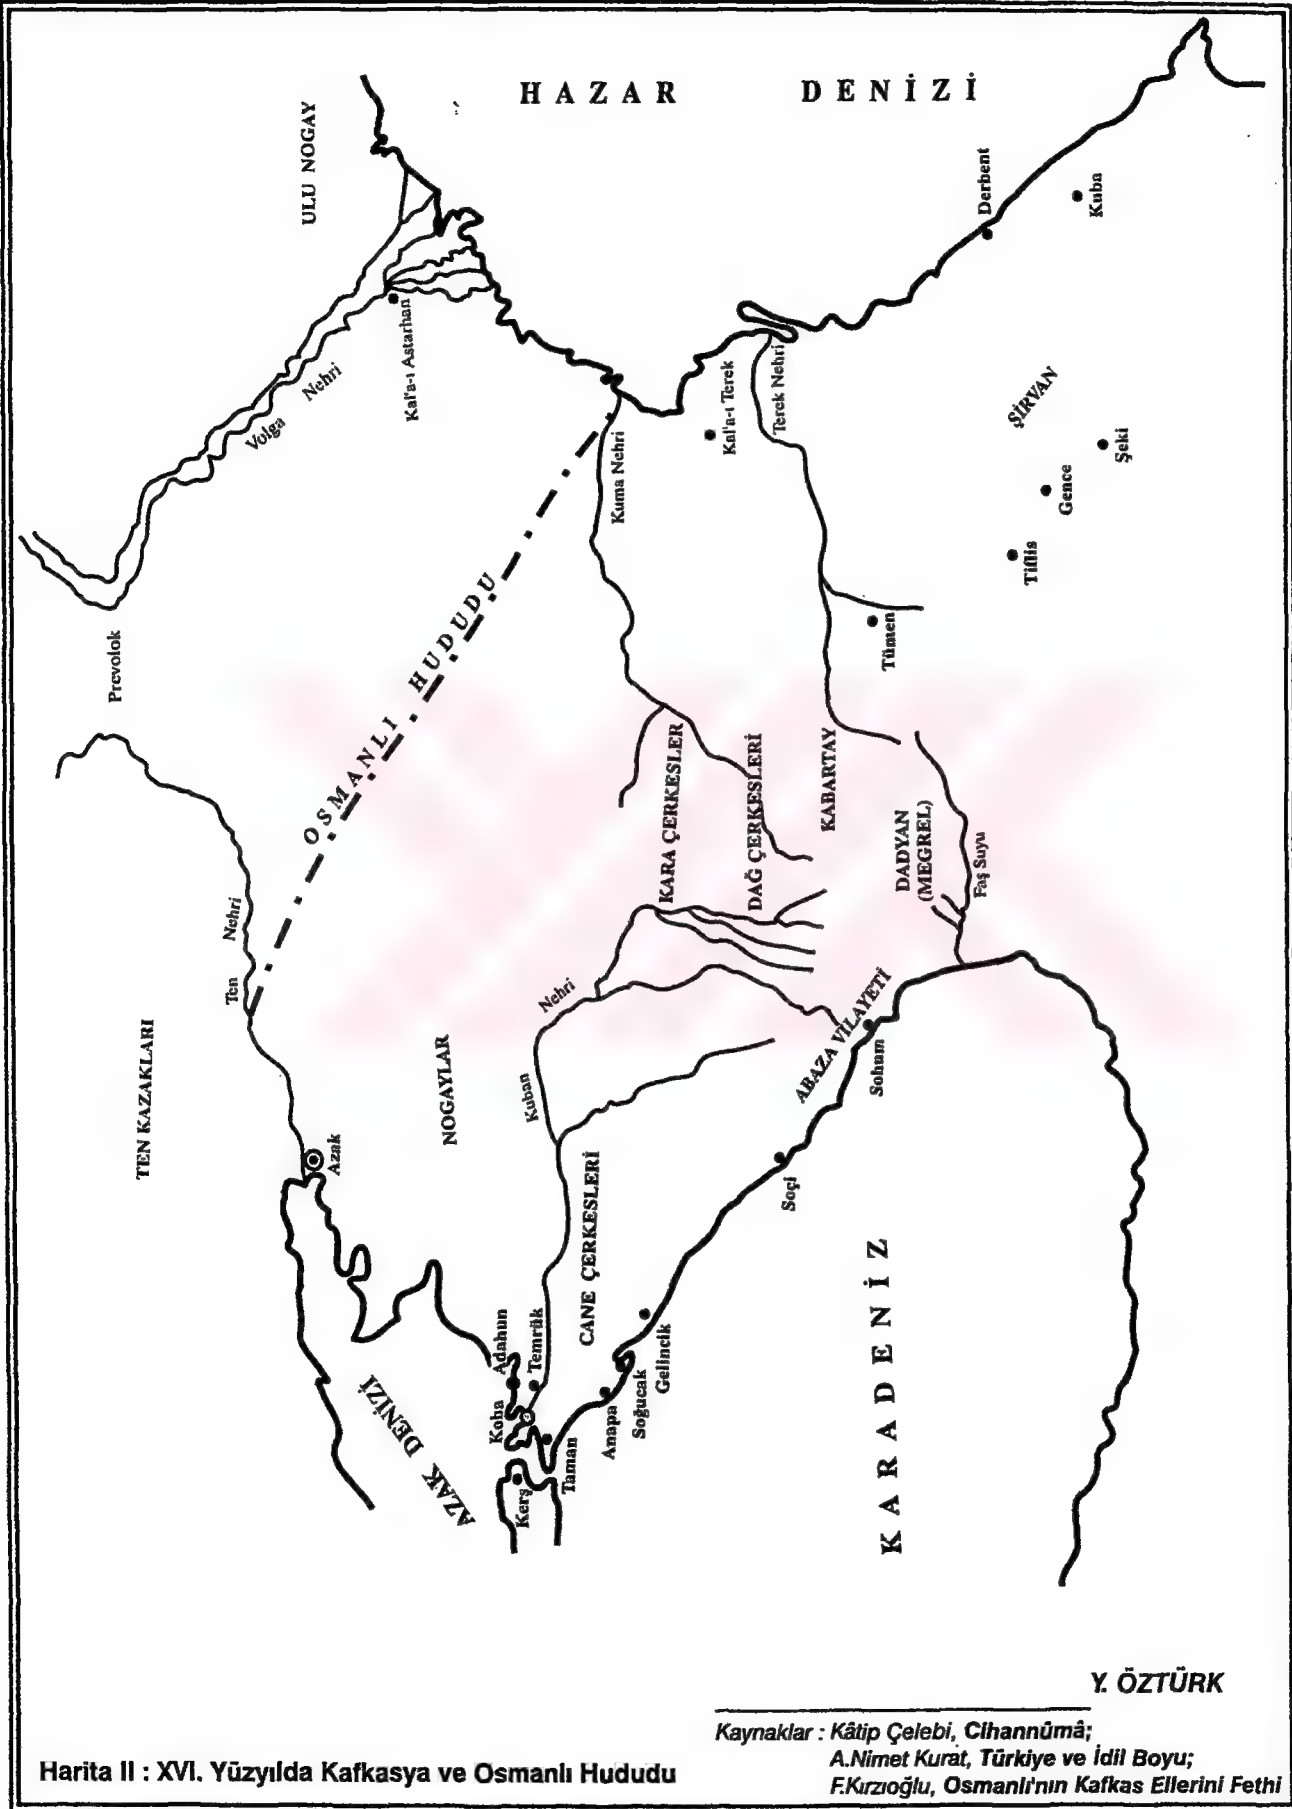 HAZAR DENİZİ
ULU NOGAY
Derbent
Kuba
Kal'a-ı Astarhan
Volga Nehri
Kal'a-ı Terek
Terek Nehri
ŞİRVAN
Kuma Nehri
Şeki
Gence
Tiflis
Tümen
Prevolok
OSMANLI HUDUDU
KARA ÇERKESLER
DAĞ ÇERKESLERİ
KABARTAY
DADYAN
(MEGREL)
Faş Suyu
Ten Nehri
TEN KAZAKLARI
NOGAYLAR
Kuban Nehri
ABAZA VİLAYETİ
Sohum
Azak
Soçi
CANE ÇERKESLERİ
Adahun
Temrük
Koba
Gelincik
Soğucak
Anapa
Taman
Kerş
AZAK DENİZİ
KARADENİZ
Y. ÖZTÜRK
Kaynaklar : Kâtip Çelebi, Cihannümâ;
A.Nimet Kurat, Türkiye ve İdil Boyu;
F.Kırzıoğlu, Osmanlı'nın Kafkas Ellerini Fethi
Harita II : XVI. Yüzyılda Kafkasya ve Osmanlı Hududu